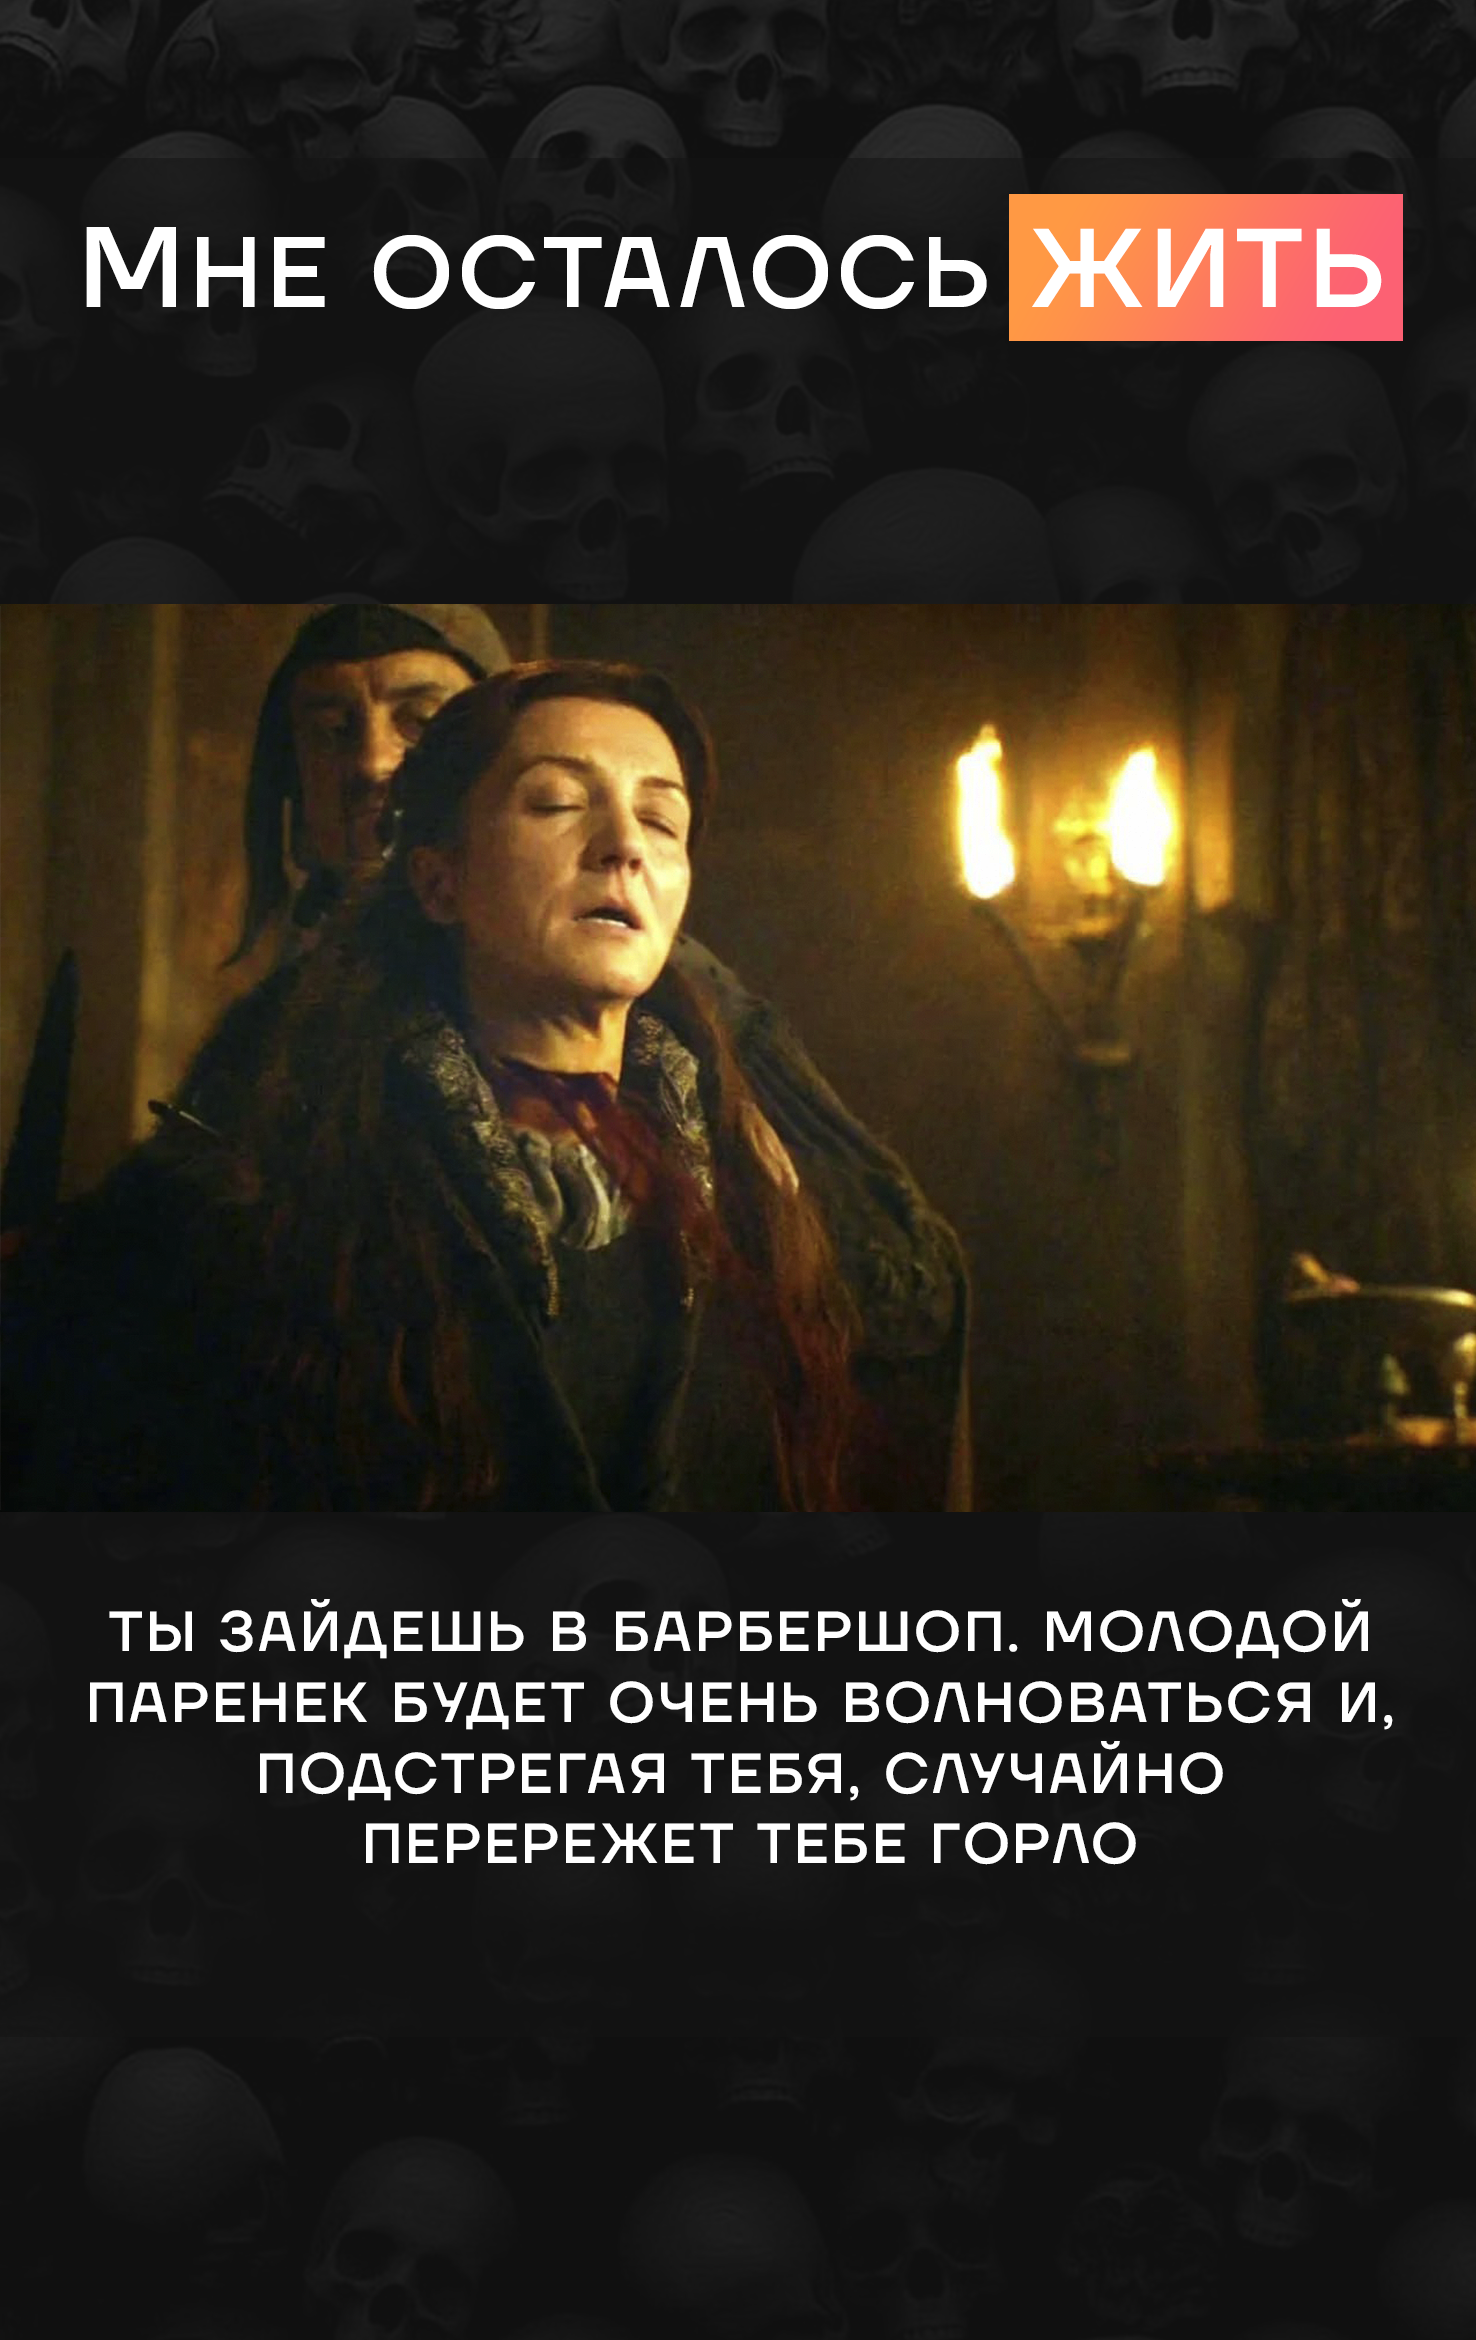 Мне осталось жить
ТЫ ЗАЙДЕШЬ В БАРБЕРШОП. МОЛОДОЙ
ПАРЕНЕК БУДЕТ ОЧЕНЬ ВОЛНОВАТЬСЯ И,
ПОДСТРЕГАЯ ТЕБЯ, СЛУЧАЙНО
ПЕРЕРЕЖЕТ ТЕБЕ ГОРЛО